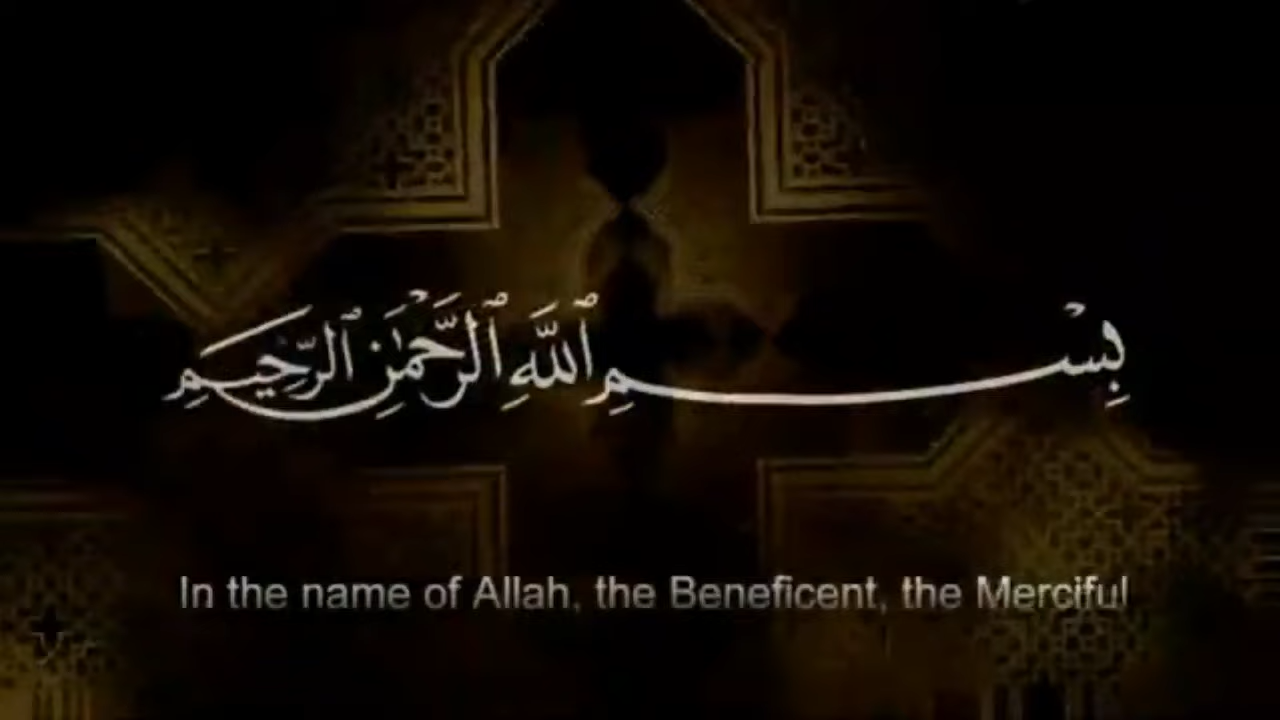 بِسْمِ ٱللَّهِ ٱلرَّحْمَٰنِ ٱلرَّحِيمِ
In the name of Allah, the Beneficent, the Merciful